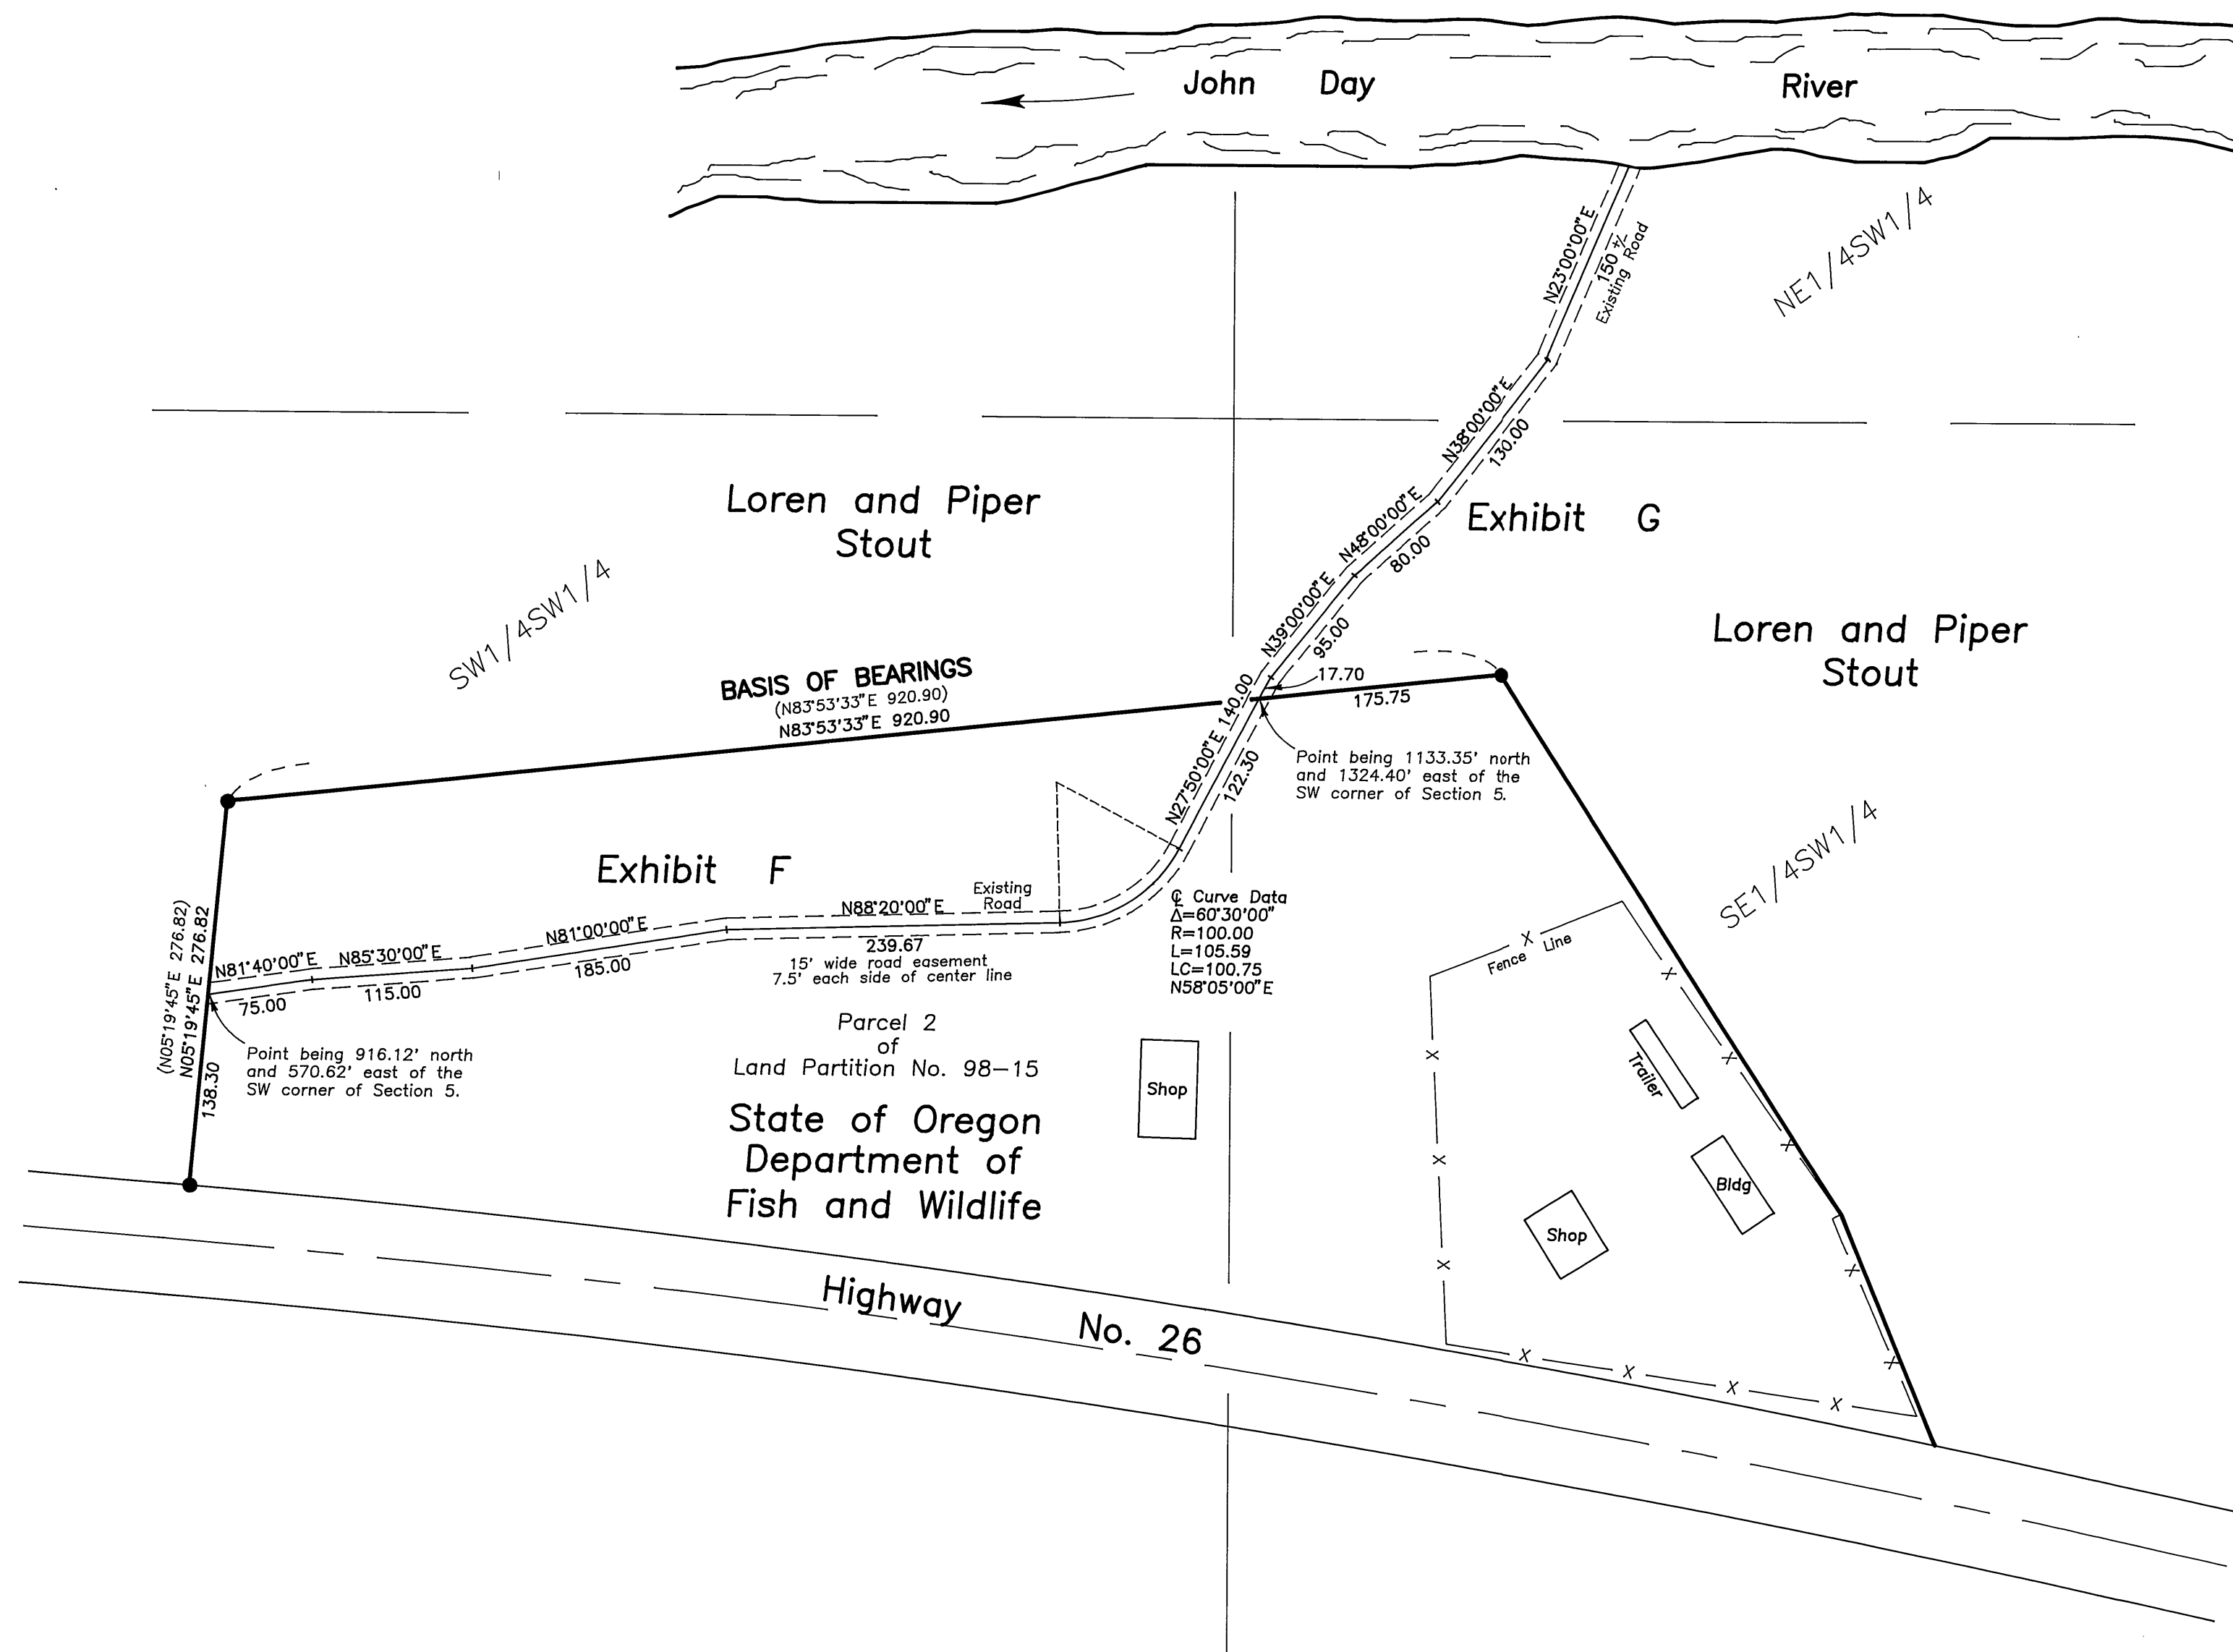 John Day River
N23°00'00"E
150 +/-
Existing Road
NE1/4SW1/4
N38°00'00"E
130.00
Loren and Piper
Stout
Exhibit G
N48°00'00"E
80.00
SW1/4SW1/4
N39°00'00"E
95.00
Loren and Piper
Stout
BASIS OF BEARINGS
(N83°53'33"E 920.90)
N83°53'33"E 920.90
17.70
175.75
N27°50'00"E 140.00
122.30
Point being 1133.35' north
and 1324.40' east of the
SW corner of Section 5.
SE1/4SW1/4
Exhibit F
Existing
Road
N88°20'00"E
239.67
15' wide road easement
7.5' each side of center line
℄ Curve Data
Δ=60°30'00"
R=100.00
L=105.59
LC=100.75
N58°05'00"E
N81°00'00"E
185.00
N85°30'00"E
115.00
N81°40'00"E
75.00
(N05°19'45"E 276.82)
N05°19'45"E 276.82
138.30
Point being 916.12' north
and 570.62' east of the
SW corner of Section 5.
Parcel 2
of
Land Partition No. 98-15
State of Oregon
Department of
Fish and Wildlife
Shop
Fence Line
X
X
X
X
X
X
X
X
X
X
X
X
X
Trailer
Bldg
Shop
Highway No. 26